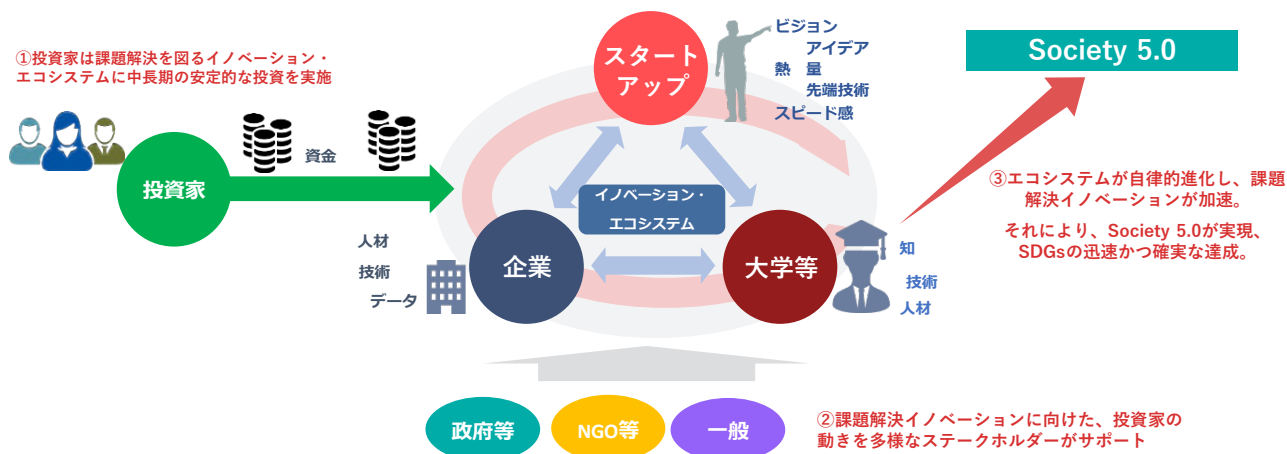 ①投資家は課題解決を図るイノベーション・
エコシステムに中長期の安定的な投資を実施
投資家
資金
スタート
アップ
ビジョン
アイデア
熱　量
先端技術
スピード感
Society 5.0
イノベーション・
エコシステム
人材
技術
データ
企業
大学等
知
技術
人材
③エコシステムが自律的進化し、課題
解決イノベーションが加速。
それにより、Society 5.0が実現、
SDGsの迅速かつ確実な達成。
政府等
NGO等
一般
②課題解決イノベーションに向けた、投資家の
動きを多様なステークホルダーがサポート